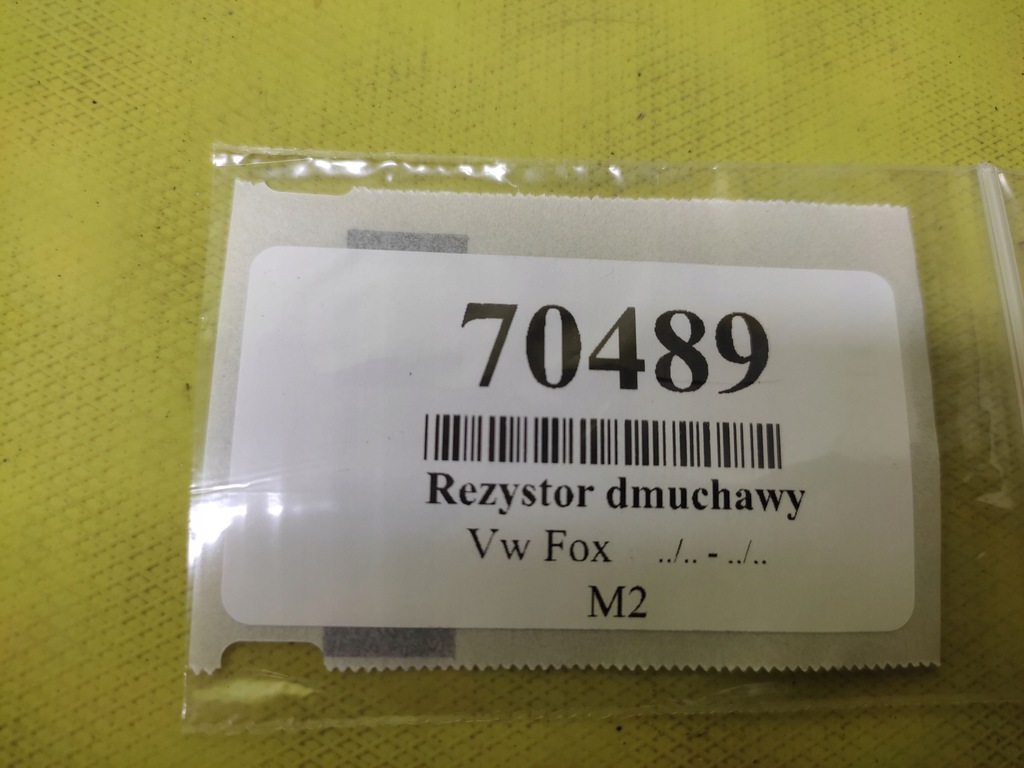 70489
Rezystor dmuchawy
Vw Fox ../.. - ../..
M2